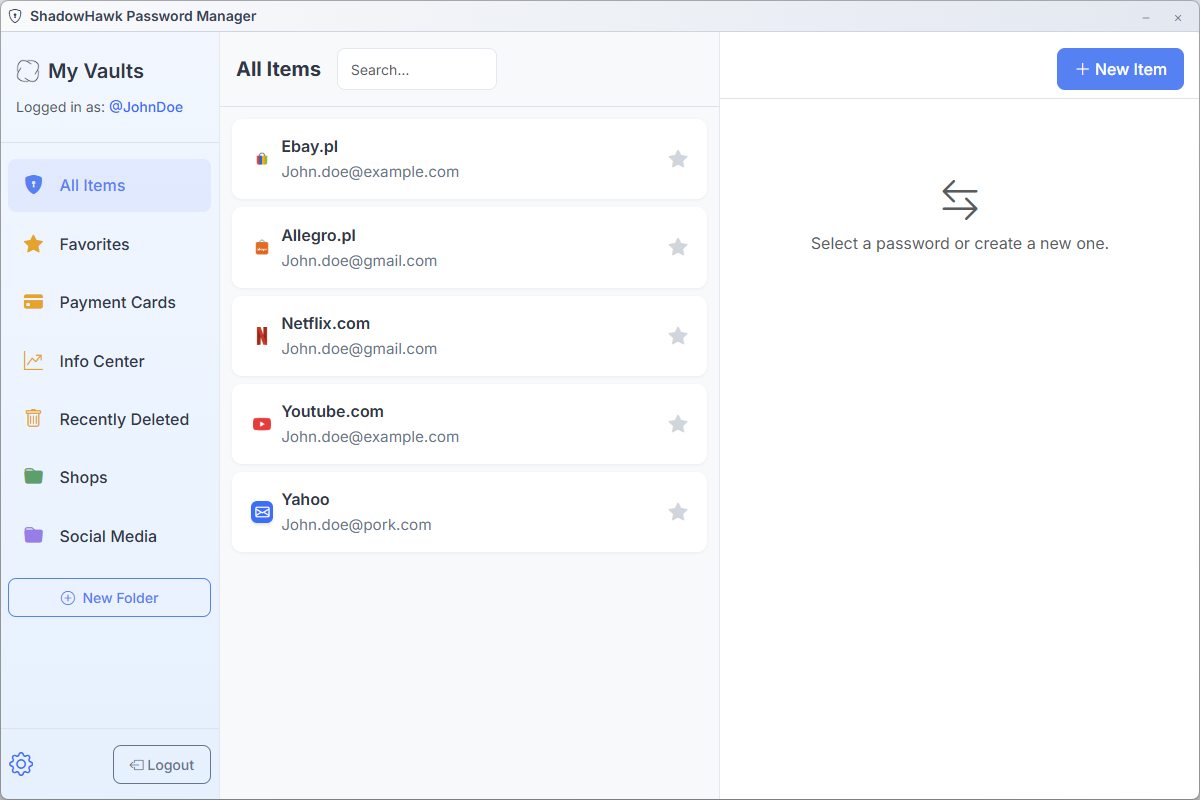 ShadowHawk Password Manager
My Vaults
Logged in as: @JohnDoe
All Items
Favorites
Payment Cards
Info Center
Recently Deleted
Shops
Social Media
New Folder
Logout
All Items
Search...
Ebay.pl
John.doe@example.com
Allegro.pl
John.doe@gmail.com
Netflix.com
John.doe@gmail.com
Youtube.com
John.doe@example.com
Yahoo
John.doe@pork.com
New Item
Select a password or create a new one.